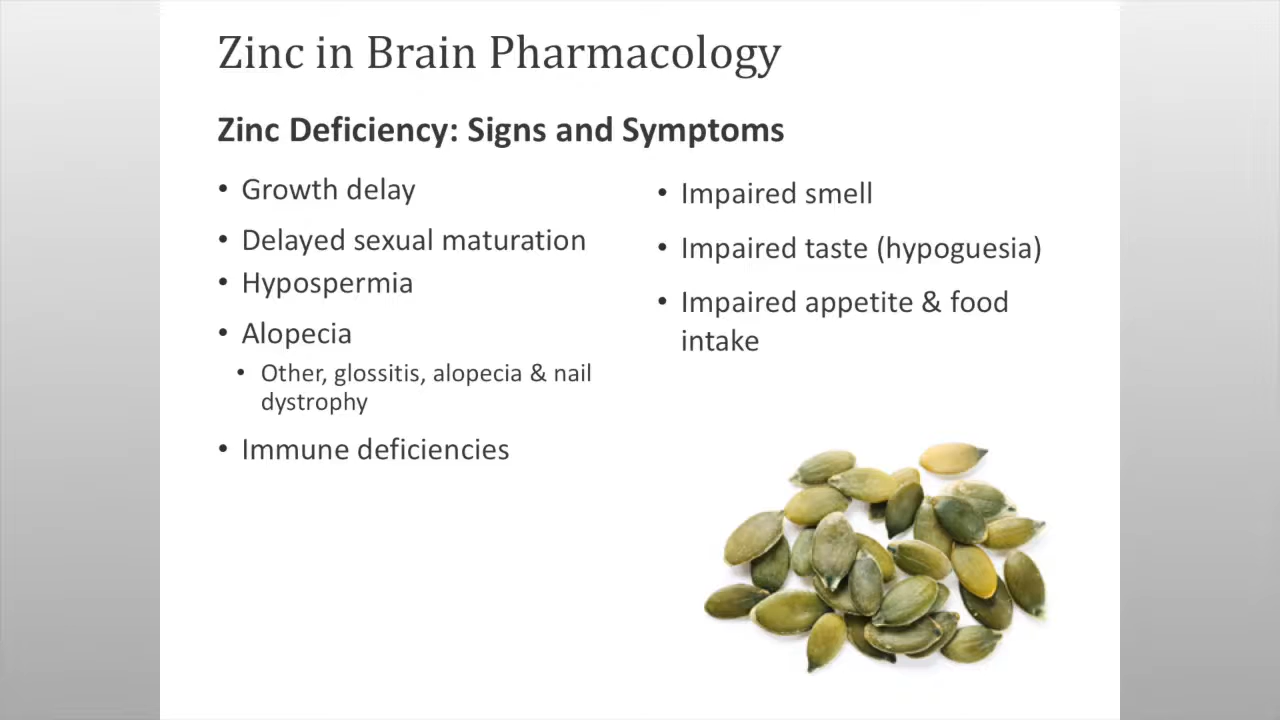 Zinc in Brain Pharmacology
Zinc Deficiency: Signs and Symptoms
• Growth delay
• Delayed sexual maturation
• Hypospermia
• Alopecia
• Other, glossitis, alopecia & nail
dystrophy
• Immune deficiencies
• Impaired smell
• Impaired taste (hypoguesia)
• Impaired appetite & food
intake